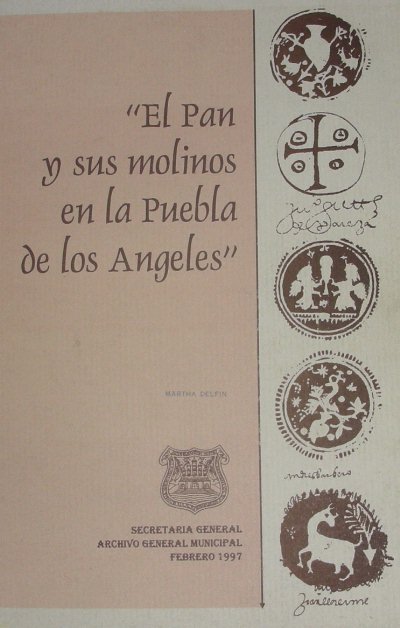 "El Pan
y sus molinos
en la Puebla
de los Angeles"
MARTHA DELFIN
SECRETARIA GENERAL
ARCHIVO GENERAL MUNICIPAL
FEBRERO 1997